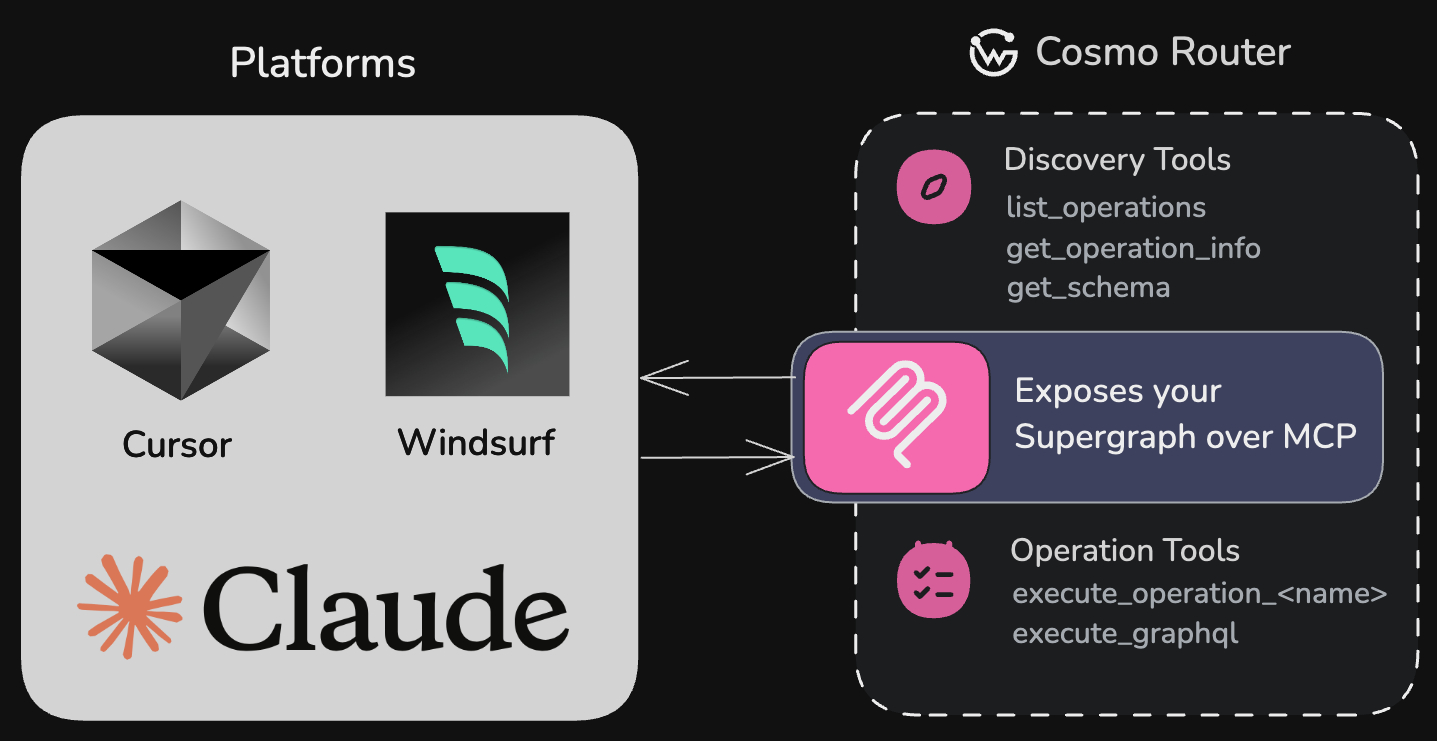 Platforms
Cursor
Windsurf
Claude
Cosmo Router
Discovery Tools
list_operations
get_operation_info
get_schema
Exposes your
Supergraph over MCP
Operation Tools
execute_operation_<name>
execute_graphql